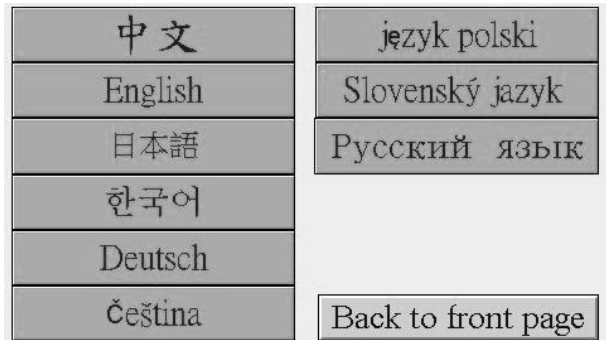 中文
English
日本語
한국어
Deutsch
Čeština
język polski
Slovenský jazyk
Русский язык
Back to front page